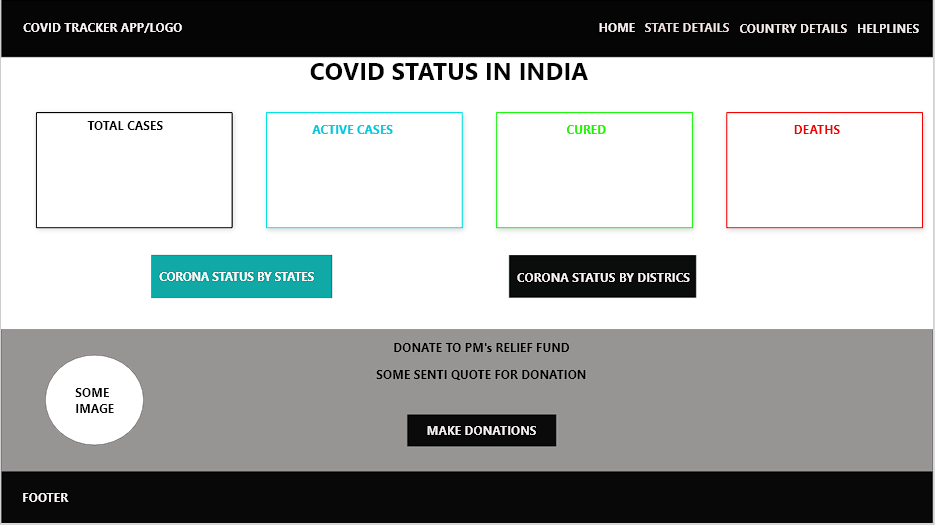 COVID TRACKER APP/LOGO
HOME STATE DETAILS COUNTRY DETAILS HELPLINES
COVID STATUS IN INDIA
TOTAL CASES
ACTIVE CASES
CURED
DEATHS
CORONA STATUS BY STATES
CORONA STATUS BY DISTRICS
DONATE TO PM's RELIEF FUND
SOME SENTI QUOTE FOR DONATION
SOME
IMAGE
MAKE DONATIONS
FOOTER